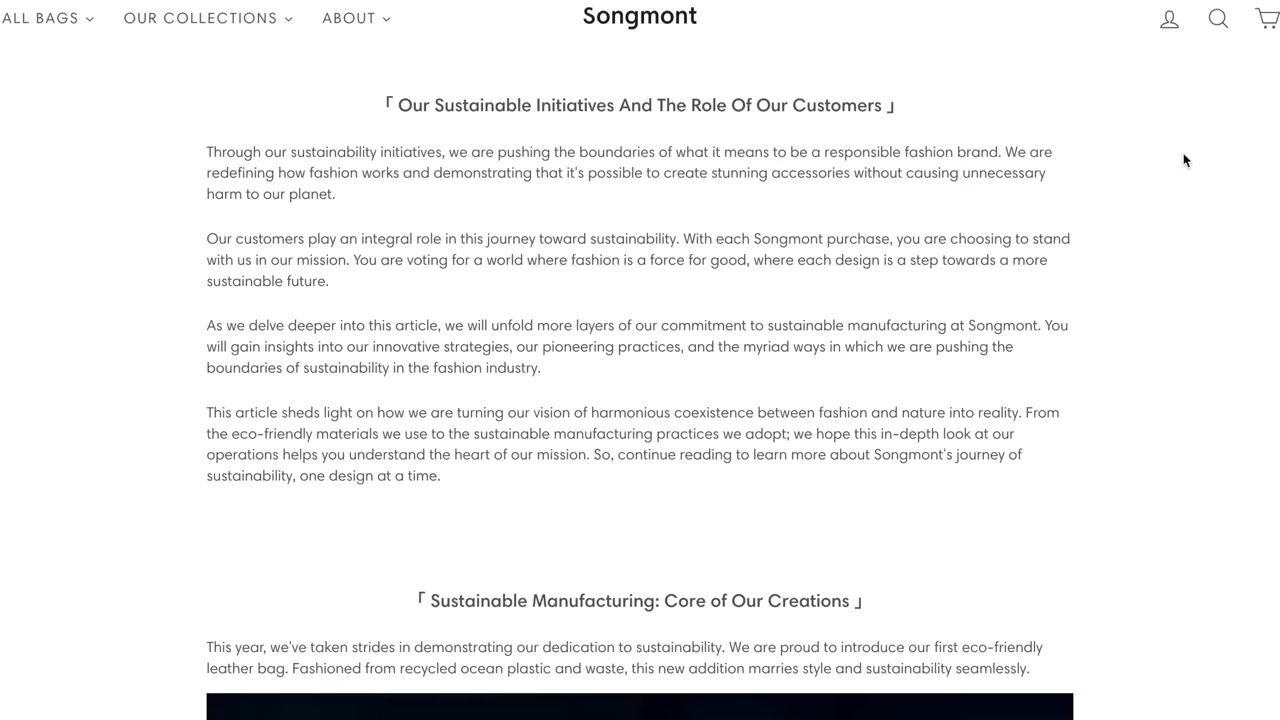 ALL BAGS OUR COLLECTIONS ABOUT Songmont
「 Our Sustainable Initiatives And The Role Of Our Customers 」
Through our sustainability initiatives, we are pushing the boundaries of what it means to be a responsible fashion brand. We are
redefining how fashion works and demonstrating that it's possible to create stunning accessories without causing unnecessary
harm to our planet.
Our customers play an integral role in this journey toward sustainability. With each Songmont purchase, you are choosing to stand
with us in our mission. You are voting for a world where fashion is a force for good, where each design is a step towards a more
sustainable future.
As we delve deeper into this article, we will unfold more layers of our commitment to sustainable manufacturing at Songmont. You
will gain insights into our innovative strategies, our pioneering practices, and the myriad ways in which we are pushing the
boundaries of sustainability in the fashion industry.
This article sheds light on how we are turning our vision of harmonious coexistence between fashion and nature into reality. From
the eco-friendly materials we use to the sustainable manufacturing practices we adopt; we hope this in-depth look at our
operations helps you understand the heart of our mission. So, continue reading to learn more about Songmont's journey of
sustainability, one design at a time.
「 Sustainable Manufacturing: Core of Our Creations 」
This year, we've taken strides in demonstrating our dedication to sustainability. We are proud to introduce our first eco-friendly
leather bag. Fashioned from recycled ocean plastic and waste, this new addition marries style and sustainability seamlessly.